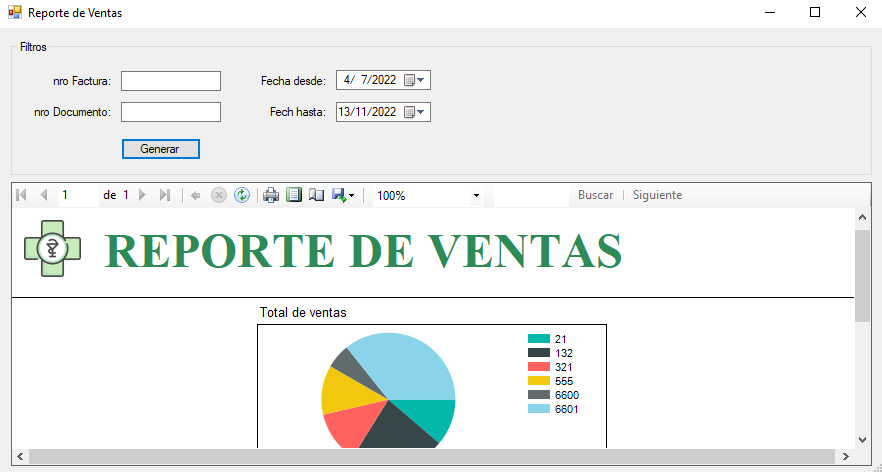 Reporte de Ventas
Filtros
nro Factura:
Fecha desde: 4/ 7/2022
nro Documento:
Fech hasta: 13/11/2022
Generar
1 de 1 100% Buscar Siguiente
REPORTE DE VENTAS
Total de ventas
21
132
321
555
6600
6601